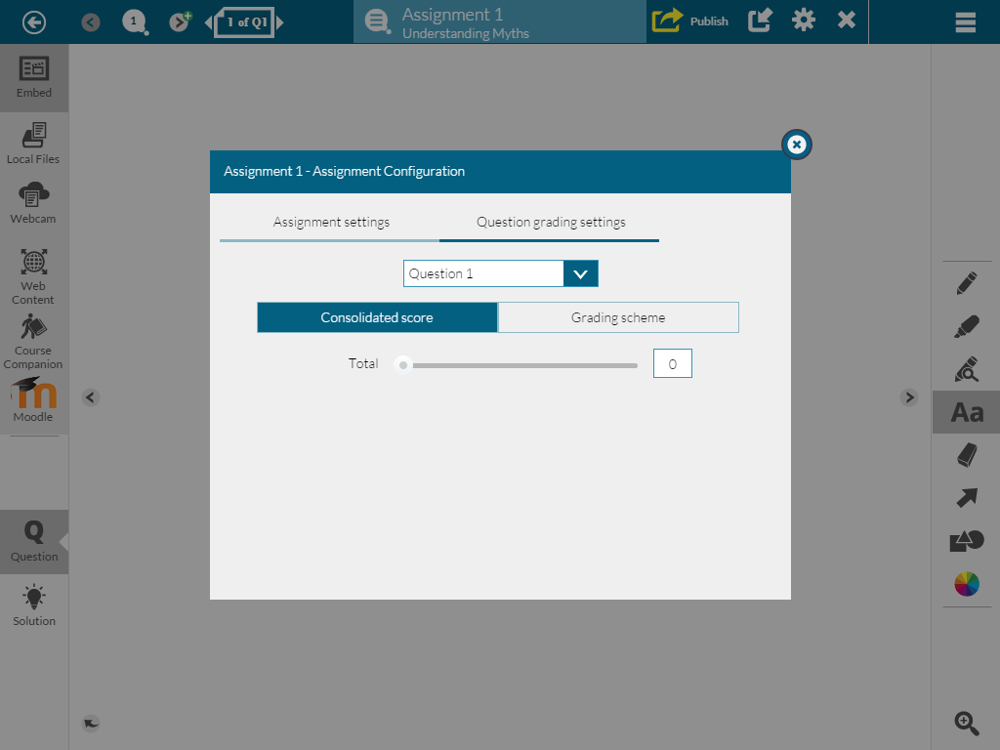 1
1 of Q1
Assignment 1
Understanding Myths
Publish
Embed
Local Files
Webcam
Web
Content
Course
Companion
m
Moodle
Q
Question
Solution
Assignment 1 - Assignment Configuration
Assignment settings
Question grading settings
Question 1
Consolidated score
Grading scheme
Total
0
Aa